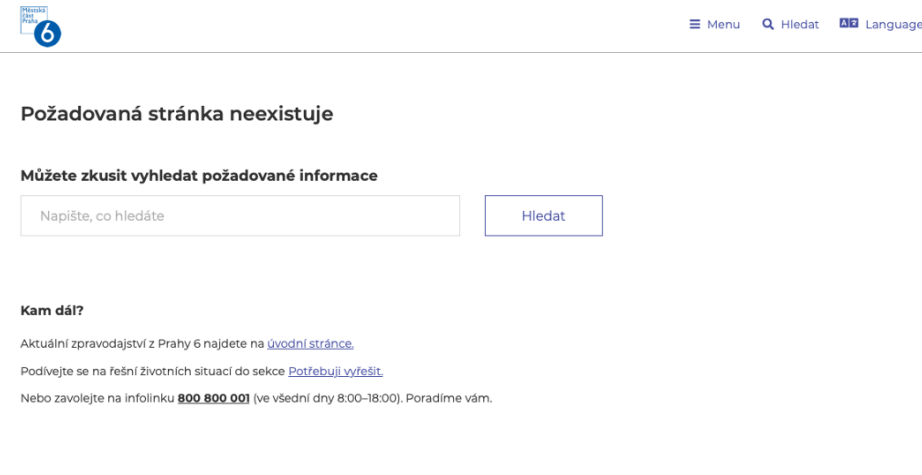 Městská
část
Praha
6
Menu
Hledat
Language
Požadovaná stránka neexistuje
Můžete zkusit vyhledat požadované informace
Napište, co hledáte
Hledat
Kam dál?
Aktuální zpravodajství z Prahy 6 najdete na úvodní stránce.
Podívejte se na řešní životních situací do sekce Potřebuji vyřešit.
Nebo zavolejte na infolinku 800 800 001 (ve všední dny 8:00–18:00). Poradíme vám.